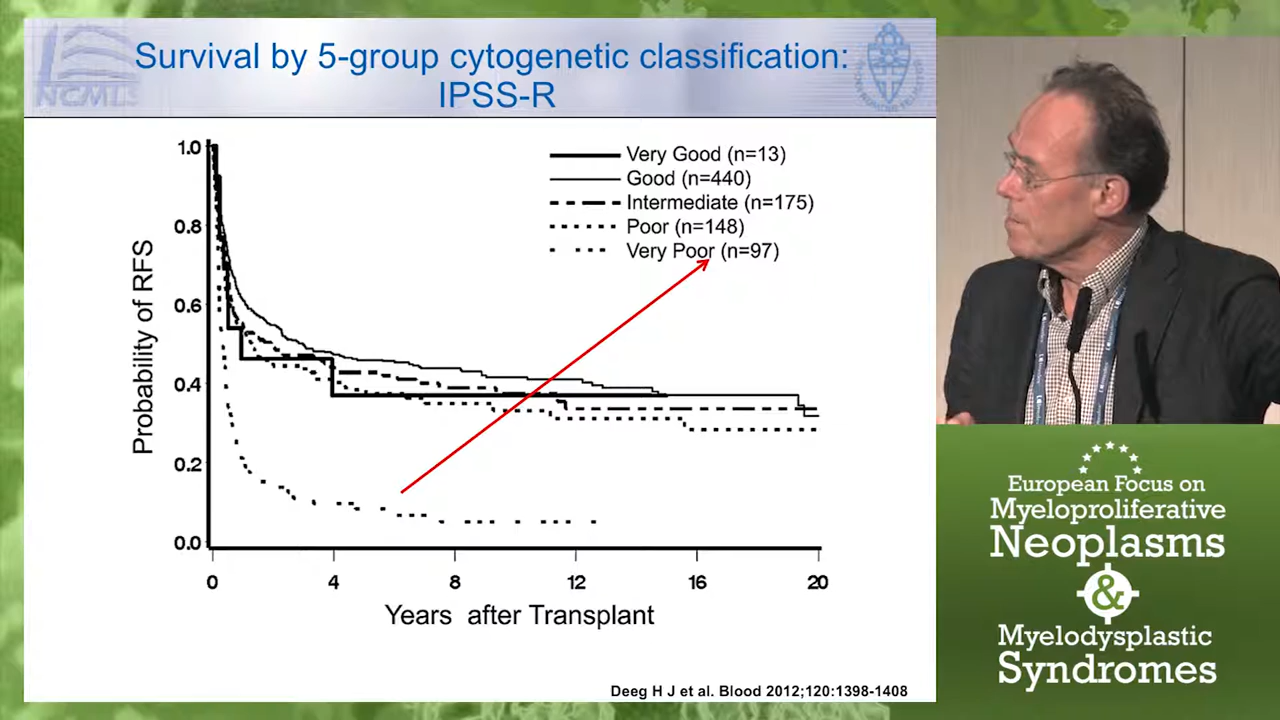 Survival by 5-group cytogenetic classification:
IPSS-R
NCMLS
Very Good (n=13)
Good (n=440)
Intermediate (n=175)
Poor (n=148)
Very Poor (n=97)
Probability of RFS
1.0
0.8
0.6
0.4
0.2
0.0
0 4 8 12 16 20
Years after Transplant
Deeg H J et al. Blood 2012;120:1398-1408
European Focus on
Myeloproliferative
Neoplasms
&
Myelodysplastic
Syndromes